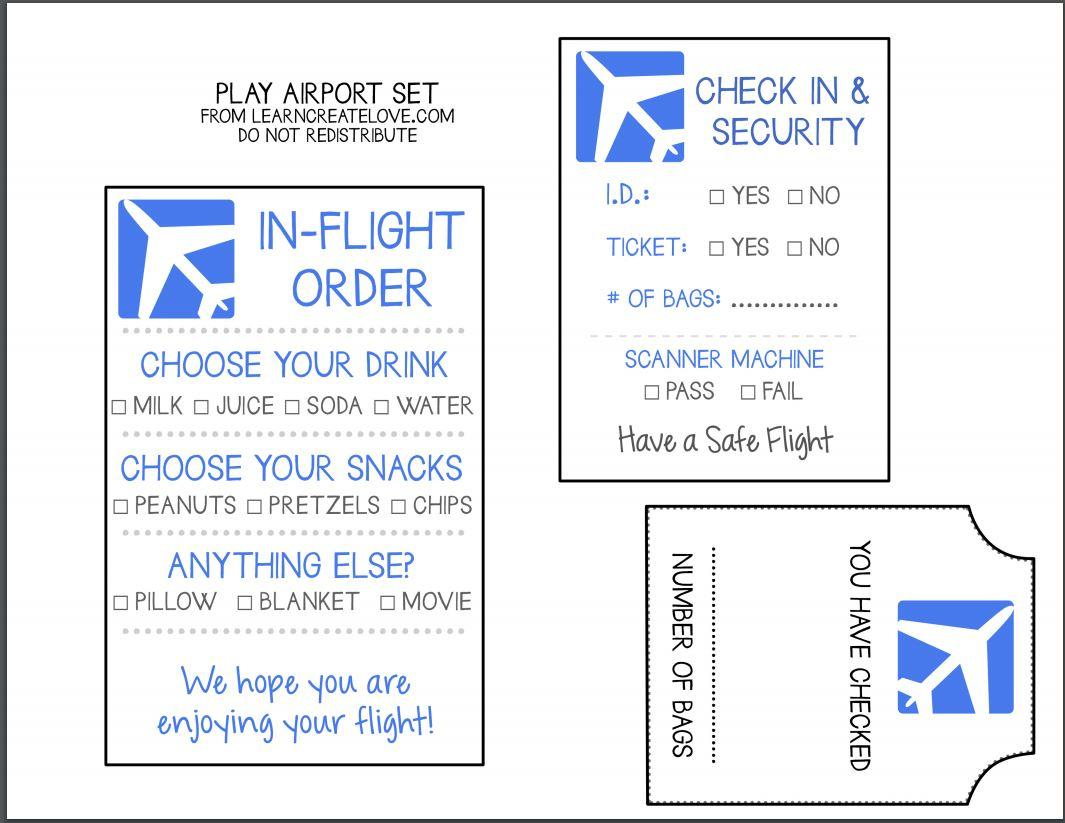 PLAY AIRPORT SET
FROM LEARNCREATELOVE.COM
DO NOT REDISTRIBUTE
IN-FLIGHT
ORDER
CHOOSE YOUR DRINK
☐ MILK ☐ JUICE ☐ SODA ☐ WATER
CHOOSE YOUR SNACKS
☐ PEANUTS ☐ PRETZELS ☐ CHIPS
ANYTHING ELSE?
☐ PILLOW ☐ BLANKET ☐ MOVIE
We hope you are
enjoying your flight!
CHECK IN &
SECURITY
I.D.: ☐ YES ☐ NO
TICKET: ☐ YES ☐ NO
# OF BAGS: ..............
SCANNER MACHINE
☐ PASS ☐ FAIL
Have a Safe Flight
YOU HAVE CHECKED
NUMBER OF BAGS